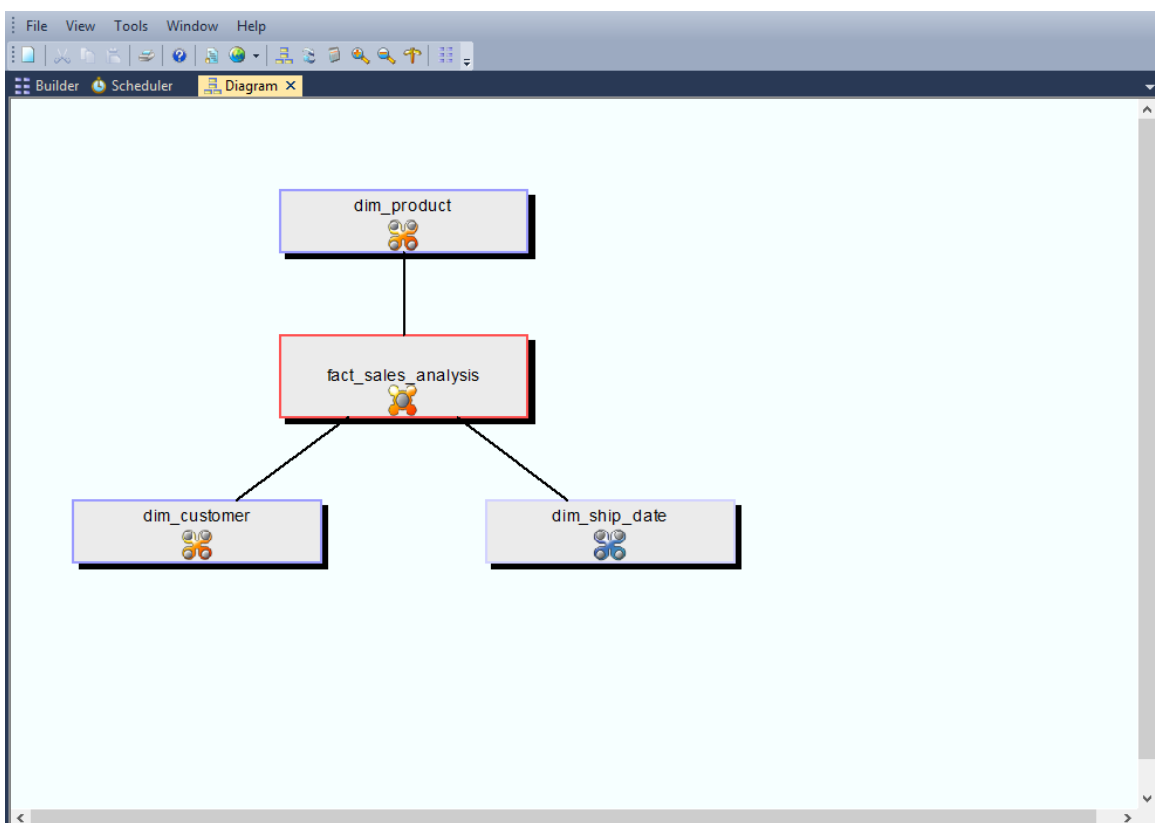 File View Tools Window Help
Builder Scheduler Diagram
dim_product
fact_sales_analysis
dim_customer
dim_ship_date